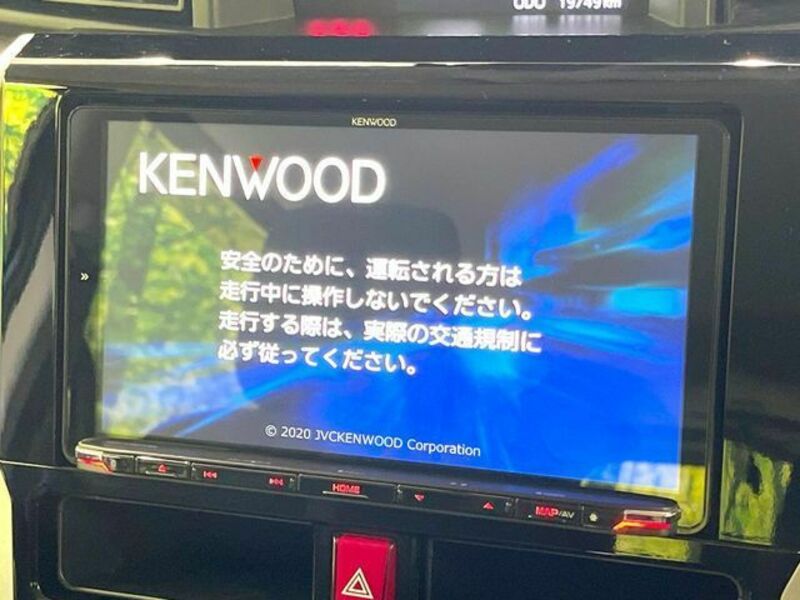 ODO 19749km
KENWOOD
KENWOOD
安全のために、運転される方は
走行中に操作しないでください。
走行する際は、実際の交通規制に
必ず従ってください。
© 2020 JVCKENWOOD Corporation
HOME
MAP/AV